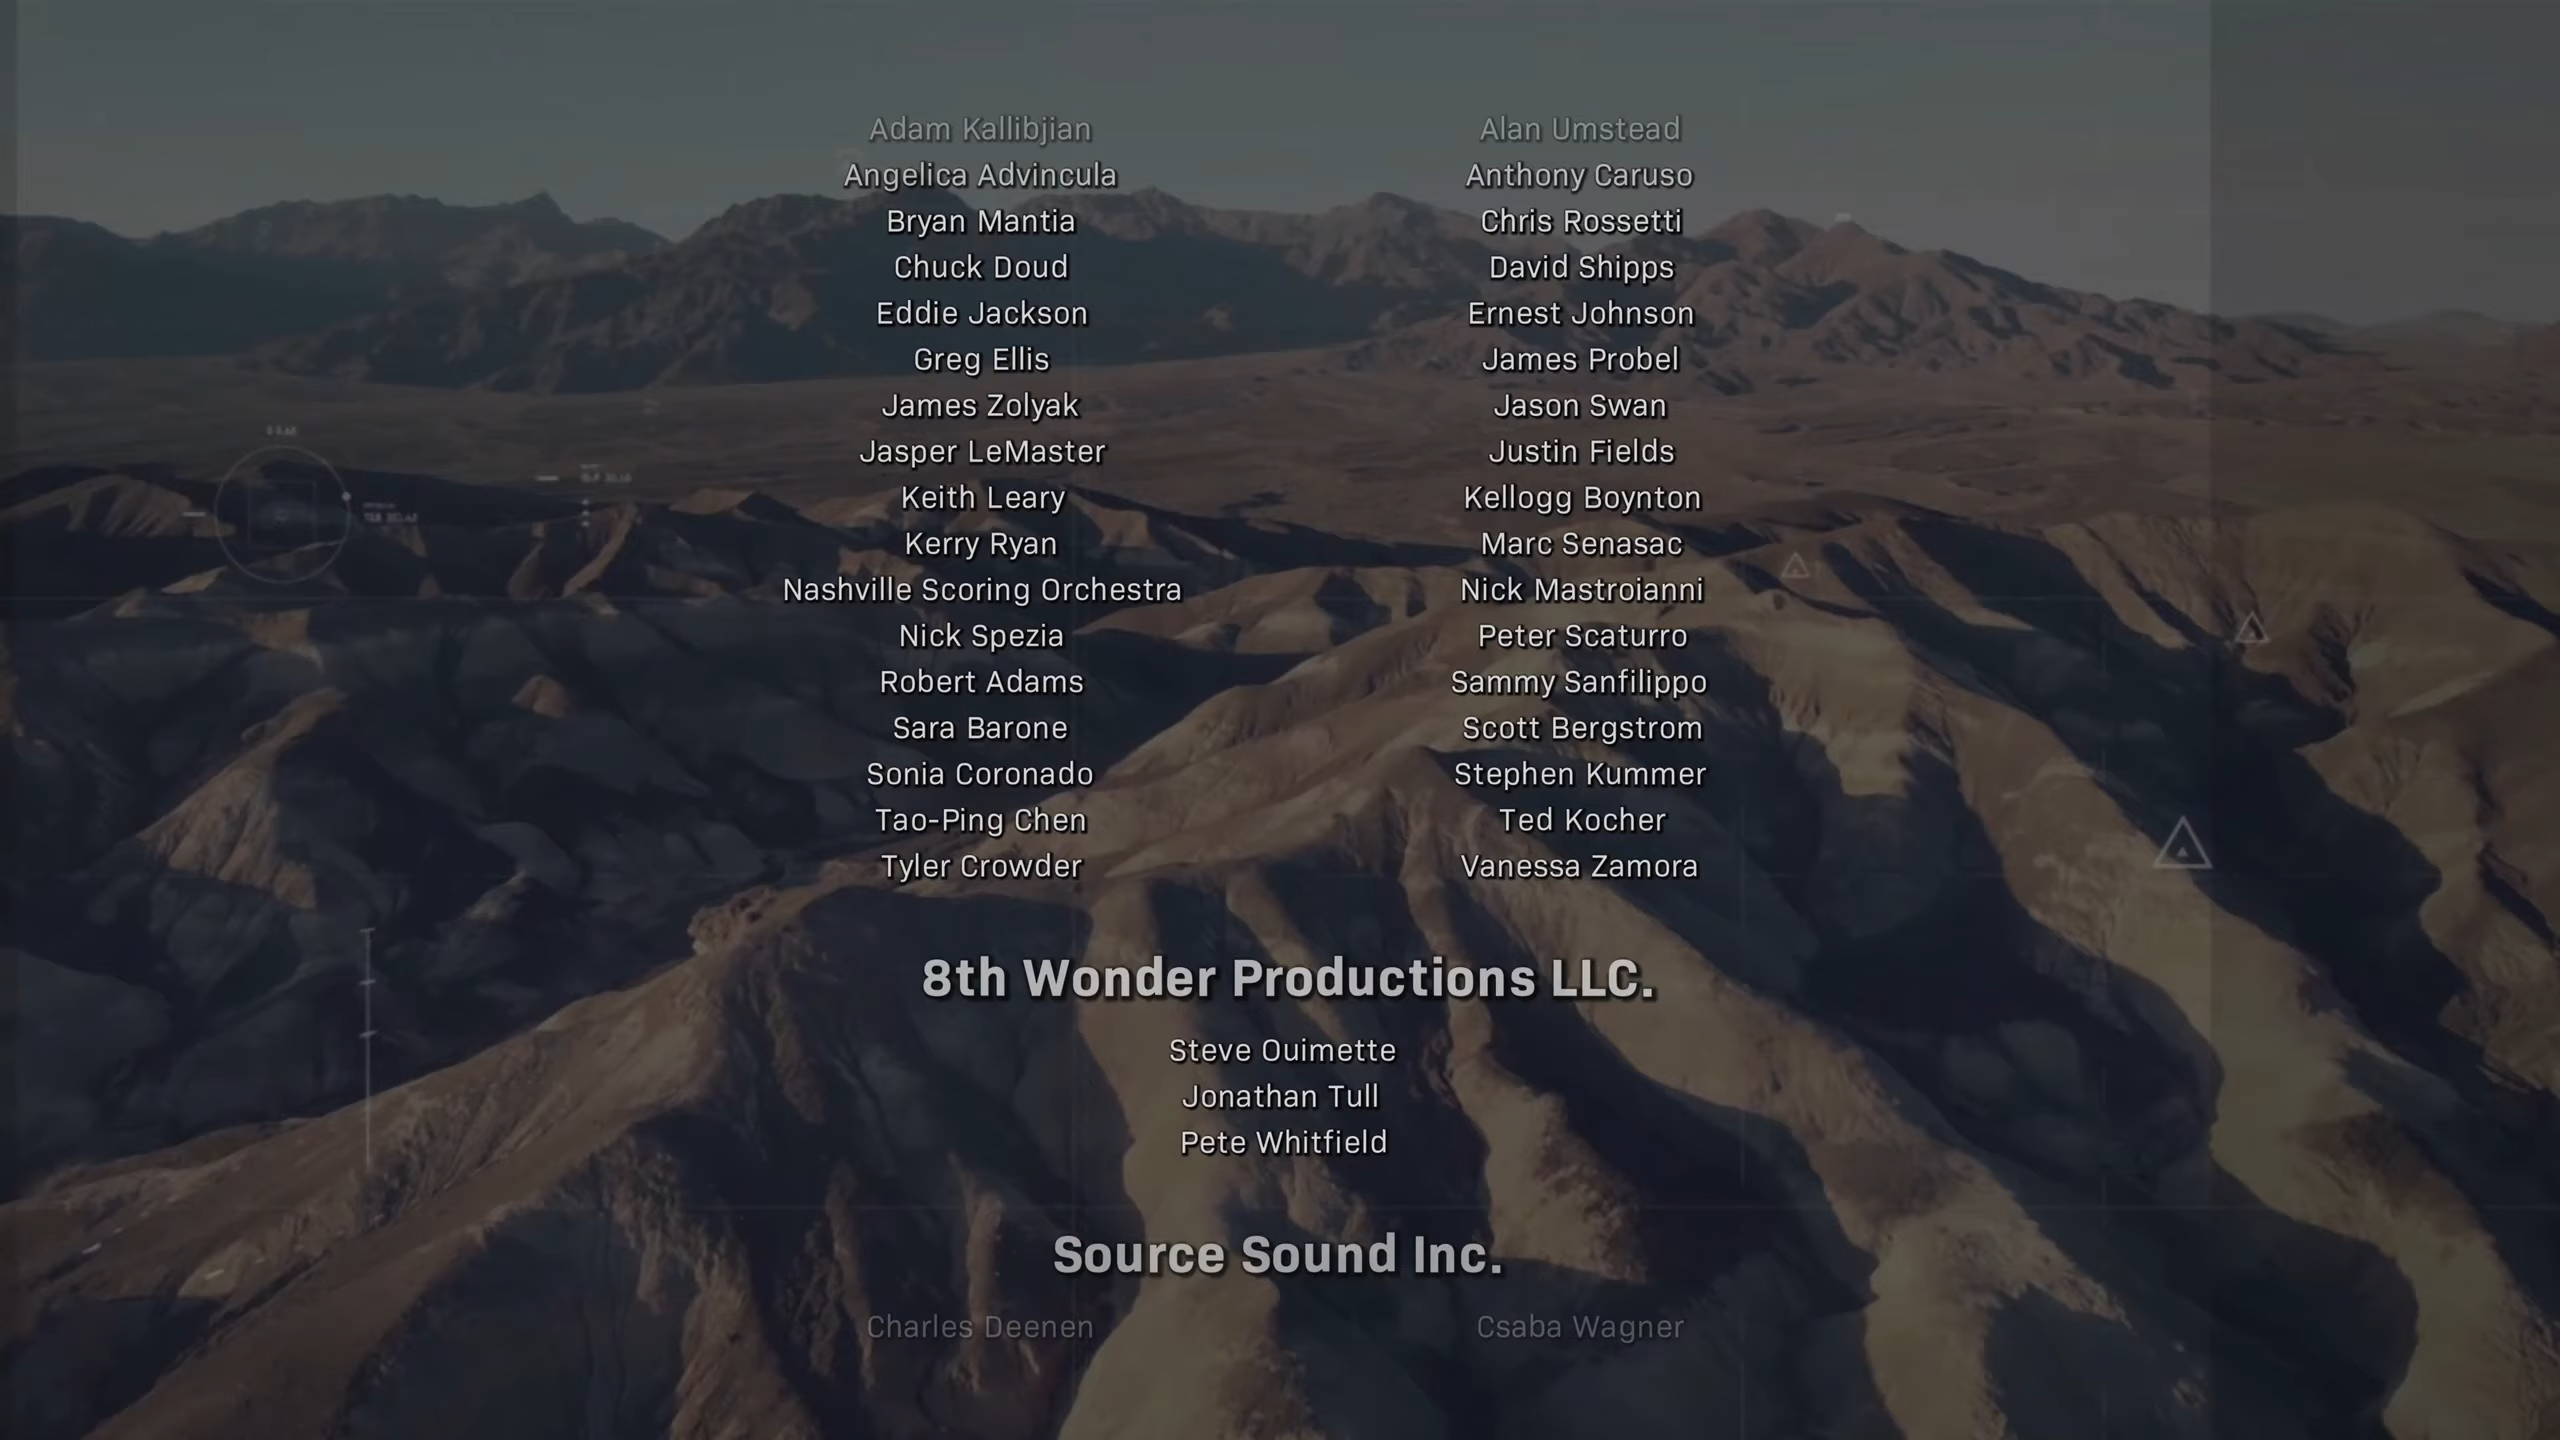 Adam Kallibjian Alan Umstead
Angelica Advincula Anthony Caruso
Bryan Mantia Chris Rossetti
Chuck Doud David Shipps
Eddie Jackson Ernest Johnson
Greg Ellis James Probel
James Zolyak Jason Swan
Jasper LeMaster Justin Fields
Keith Leary Kellogg Boynton
Kerry Ryan Marc Senasac
Nashville Scoring Orchestra Nick Mastroianni
Nick Spezia Peter Scaturro
Robert Adams Sammy Sanfilippo
Sara Barone Scott Bergstrom
Sonia Coronado Stephen Kummer
Tao-Ping Chen Ted Kocher
Tyler Crowder Vanessa Zamora
8th Wonder Productions LLC.
Steve Ouimette
Jonathan Tull
Pete Whitfield
Source Sound Inc.
Charles Deenen Csaba Wagner